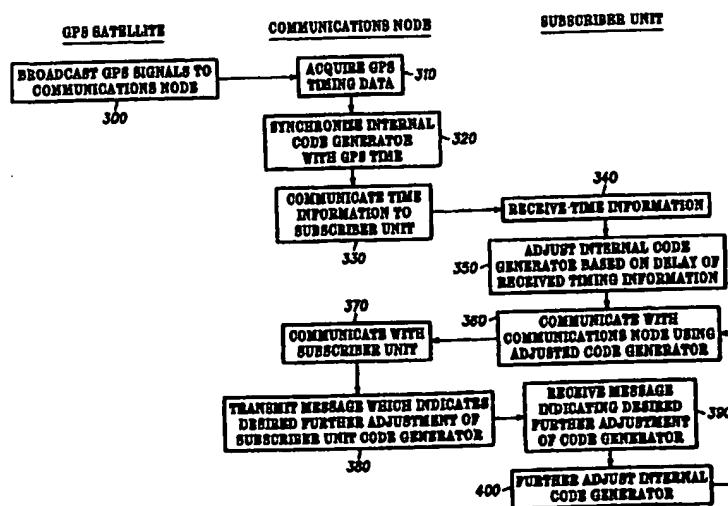 GPS SATELLITE
COMMUNICATIONS NODE
SUBSCRIBER UNIT
BROADCAST GPS SIGNALS TO
COMMUNICATIONS NODE
300
ACQUIRE GPS
TIMING DATA
310
SYNCHRONIZE INTERNAL
CODE GENERATOR
WITH GPS TIME
320
COMMUNICATE TIME
INFORMATION TO
SUBSCRIBER UNIT
330
340
RECEIVE TIME INFORMATION
350
ADJUST INTERNAL CODE
GENERATOR BASED ON DELAY OF
RECEIVED TIMING INFORMATION
360
COMMUNICATE WITH
COMMUNICATIONS NODE USING
ADJUSTED CODE GENERATOR
370
COMMUNICATE WITH
SUBSCRIBER UNIT
TRANSMIT MESSAGE WHICH INDICATES
DESIRED FURTHER ADJUSTMENT OF
SUBSCRIBER UNIT CODE GENERATOR
380
RECEIVE MESSAGE
INDICATING DESIRED
FURTHER ADJUSTMENT
OF CODE GENERATOR
390
400
FURTHER ADJUST INTERNAL
CODE GENERATOR